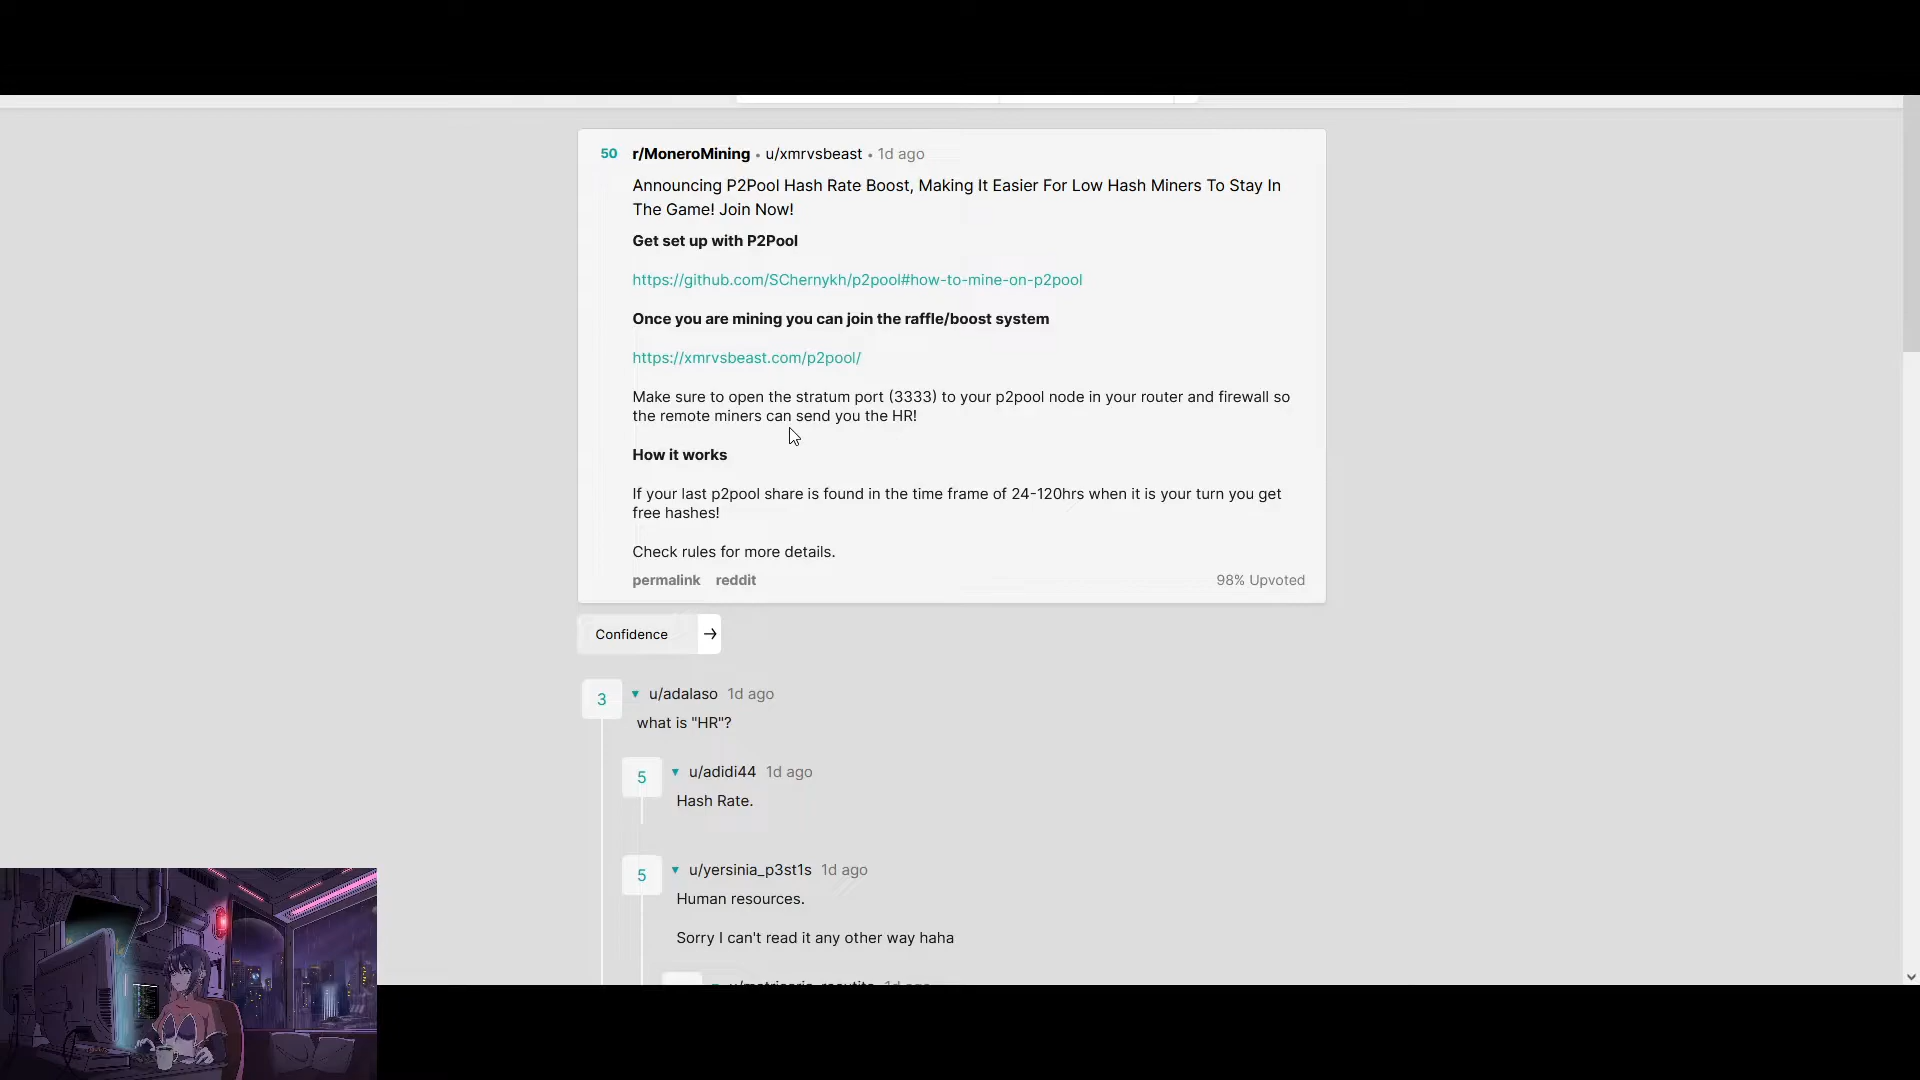 50 r/MoneroMining • u/xmrvsbeast • 1d ago
Announcing P2Pool Hash Rate Boost, Making It Easier For Low Hash Miners To Stay In
The Game! Join Now!
Get set up with P2Pool
https://github.com/SChernykh/p2pool#how-to-mine-on-p2pool
Once you are mining you can join the raffle/boost system
https://xmrvsbeast.com/p2pool/
Make sure to open the stratum port (3333) to your p2pool node in your router and firewall so
the remote miners can send you the HR!
How it works
If your last p2pool share is found in the time frame of 24-120hrs when it is your turn you get
free hashes!
Check rules for more details.
permalink reddit 98% Upvoted
Confidence →
3 ▼ u/adalaso 1d ago
what is "HR"?
5 ▼ u/adidi44 1d ago
Hash Rate.
5 ▼ u/yersinia_p3st1s 1d ago
Human resources.
Sorry I can't read it any other way haha